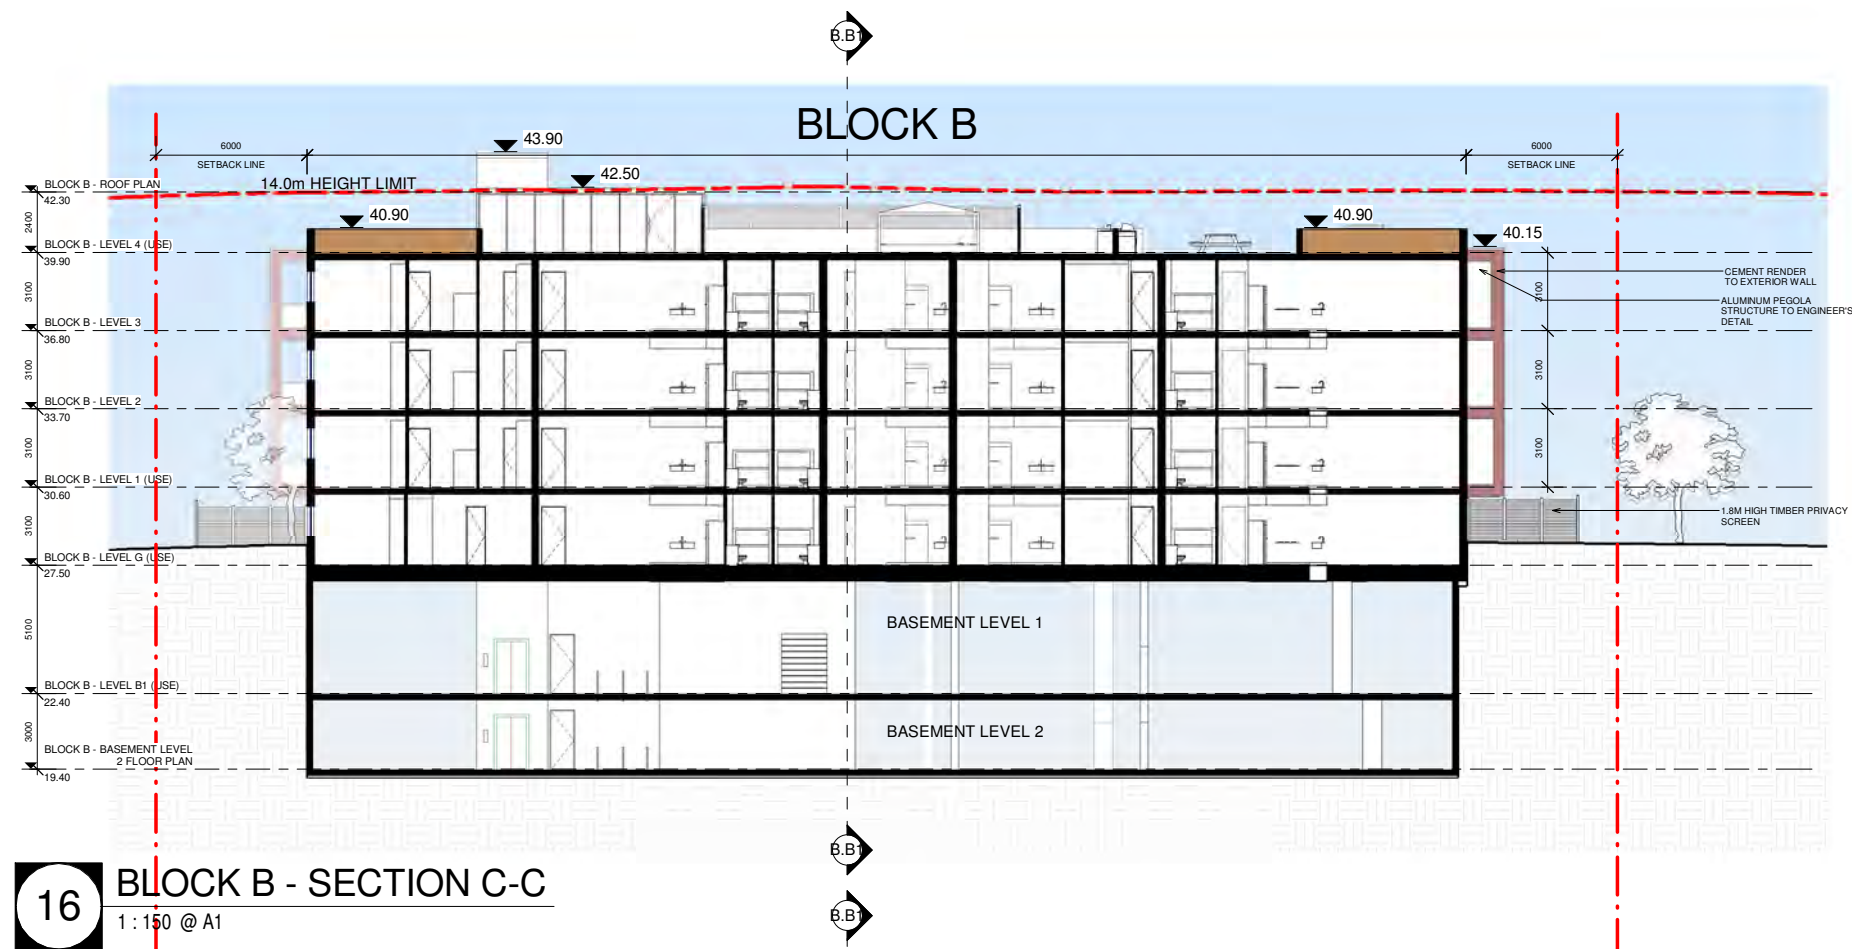 B.B1
BLOCK B
6000
SETBACK LINE
6000
SETBACK LINE
43.90
42.50
14.0m HEIGHT LIMIT
40.90
40.90
40.15
BLOCK B - ROOF PLAN
42.30
2400
BLOCK B - LEVEL 4 (USE)
39.90
3100
BLOCK B - LEVEL 3
36.80
3100
BLOCK B - LEVEL 2
33.70
3100
BLOCK B - LEVEL 1 (USE)
30.60
3100
BLOCK B - LEVEL G (USE)
27.50
5100
BLOCK B - LEVEL B1 (USE)
22.40
3000
BLOCK B - BASEMENT LEVEL
2 FLOOR PLAN
19.40
3100
3100
3100
CEMENT RENDER
TO EXTERIOR WALL
ALUMINUM PEGOLA
STRUCTURE TO ENGINEER'S
DETAIL
1.8M HIGH TIMBER PRIVACY
SCREEN
BASEMENT LEVEL 1
BASEMENT LEVEL 2
B.B1
B.B1
16
BLOCK B - SECTION C-C
1 : 150 @ A1